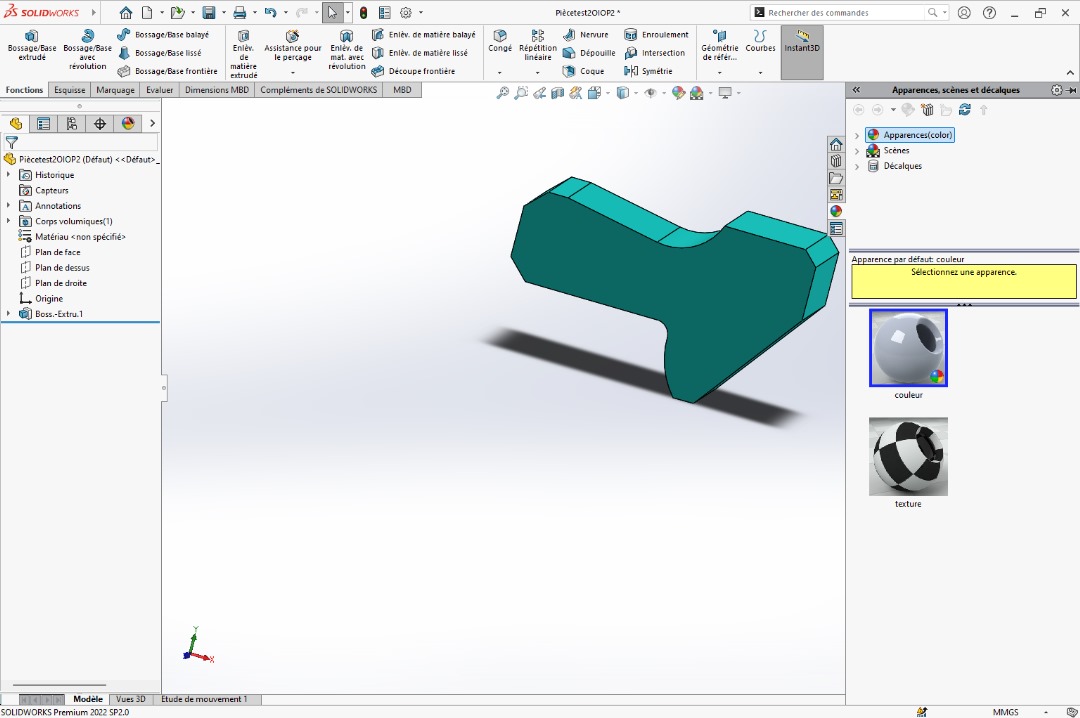 SOLIDWORKS
Piècetest2OIOP2 *
Rechercher des commandes
Bossage/Base extrudé
Bossage/Base avec révolution
Bossage/Base balayé
Bossage/Base lissé
Bossage/Base frontière
Enlèv. de matière extrudé
Assistance pour le perçage
Enlèv. de mat. avec révolution
Enlèv. de matière balayé
Enlèv. de matière lissé
Découpe frontière
Congé
Répétition linéaire
Nervure
Dépouille
Coque
Enroulement
Intersection
Symétrie
Géométrie de référ...
Courbes
Instant3D
Fonctions
Esquisse
Marquage
Evaluer
Dimensions MBD
Compléments de SOLIDWORKS
MBD
Piècetest2OIOP2 (Défaut) <<Défaut>_
Historique
Capteurs
Annotations
Corps volumiques(1)
Matériau <non spécifié>
Plan de face
Plan de dessus
Plan de droite
Origine
Boss.-Extru.1
Y
X
Apparences, scènes et décalques
Apparences(color)
Scènes
Décalques
Apparence par défaut: couleur
Sélectionnez une apparence.
couleur
texture
Modèle
Vues 3D
Etude de mouvement 1
SOLIDWORKS Premium 2022 SP2.0
MMGS